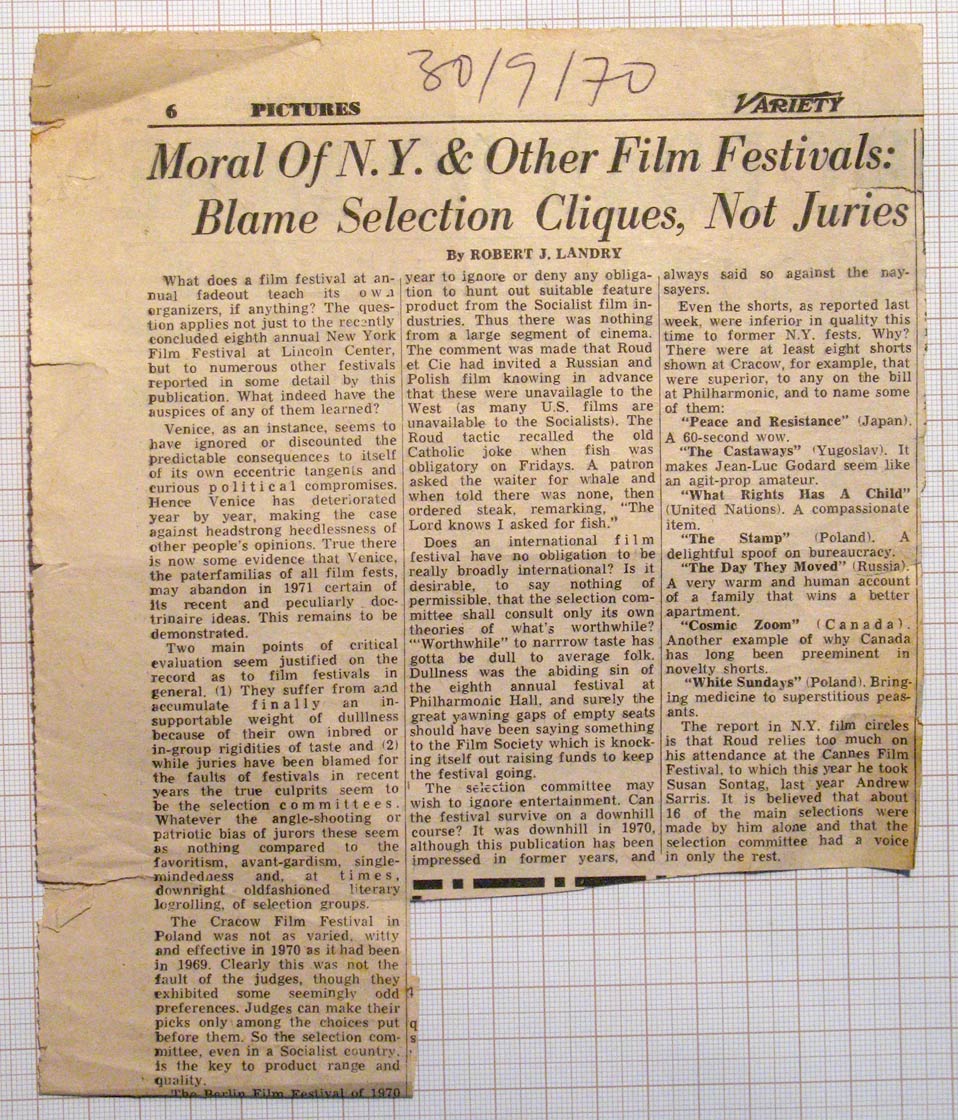 30/9/70
6 PICTURES VARIETY
Moral Of N.Y. & Other Film Festivals:
Blame Selection Cliques, Not Juries
By ROBERT J. LANDRY
What does a film festival at an-
nual fadeout teach its own
organizers, if anything? The ques-
tion applies not just to the recently
concluded eighth annual New York
Film Festival at Lincoln Center,
but to numerous other festivals
reported in some detail by this
publication. What indeed have the
auspices of any of them learned?
Venice, as an instance, seems to
have ignored or discounted the
predictable consequences to itself
of its own eccentric tangents and
curious political compromises.
Hence Venice has deteriorated
year by year, making the case
against headstrong heedlessness of
other people's opinions. True there
is now some evidence that Venice,
the paterfamilias of all film fests,
may abandon in 1971 certain of
its recent and peculiarly doc-
trinaire ideas. This remains to be
demonstrated.
Two main points of critical
evaluation seem justified on the
record as to film festivals in
general. (1) They suffer from and
accumulate finally an in-
supportable weight of dulllness
because of their own inbred or
in-group rigidities of taste and (2)
while juries have been blamed for
the faults of festivals in recent
years the true culprits seem to
be the selection committees.
Whatever the angle-shooting or
patriotic bias of jurors these seem
as nothing compared to the
favoritism, avant-gardism, single-
mindedness and, at times,
downright oldfashioned literary
logrolling, of selection groups.
The Cracow Film Festival in
Poland was not as varied, witty
and effective in 1970 as it had been
in 1969. Clearly this was not the
fault of the judges, though they
exhibited some seemingly odd
preferences. Judges can make their
picks only among the choices put
before them. So the selection com-
mittee, even in a Socialist country,
is the key to product range and
quality.
The Berlin Film Festival of 1970
year to ignore or deny any obliga-
tion to hunt out suitable feature
product from the Socialist film in-
dustries. Thus there was nothing
from a large segment of cinema.
The comment was made that Roud
et Cie had invited a Russian and
Polish film knowing in advance
that these were unavailagle to the
West (as many U.S. films are
unavailable to the Socialists). The
Roud tactic recalled the old
Catholic joke when fish was
obligatory on Fridays. A patron
asked the waiter for whale and
when told there was none, then
ordered steak, remarking, "The
Lord knows I asked for fish."
Does an international film
festival have no obligation to be
really broadly international? Is it
desirable, to say nothing of
permissible, that the selection com-
mittee shall consult only its own
theories of what's worthwhile?
"'Worthwhile" to narrrow taste has
gotta be dull to average folk.
Dullness was the abiding sin of
the eighth annual festival at
Philharmonic Hall, and surely the
great yawning gaps of empty seats
should have been saying something
to the Film Society which is knock-
ing itself out raising funds to keep
the festival going.
The selection committee may
wish to ignore entertainment. Can
the festival survive on a downhill
course? It was downhill in 1970,
although this publication has been
impressed in former years, and
always said so against the nay-
sayers.
Even the shorts, as reported last
week, were inferior in quality this
time to former N.Y. fests. Why?
There were at least eight shorts
shown at Cracow, for example, that
were superior, to any on the bill
at Philharmonic, and to name some
of them:
"Peace and Resistance" (Japan).
A 60-second wow.
"The Castaways" (Yugoslav). It
makes Jean-Luc Godard seem like
an agit-prop amateur.
"What Rights Has A Child"
(United Nations). A compassionate
item.
"The Stamp" (Poland). A
delightful spoof on bureaucracy.
"The Day They Moved" (Russia).
A very warm and human account
of a family that wins a better
apartment.
"Cosmic Zoom" (Canada).
Another example of why Canada
has long been preeminent in
novelty shorts.
"White Sundays" (Poland). Bring-
ing medicine to superstitious peas-
ants.
The report in N.Y. film circles
is that Roud relies too much on
his attendance at the Cannes Film
Festival, to which this year he took
Susan Sontag, last year Andrew
Sarris. It is believed that about
16 of the main selections were
made by him alone and that the
selection committee had a voice
in only the rest.